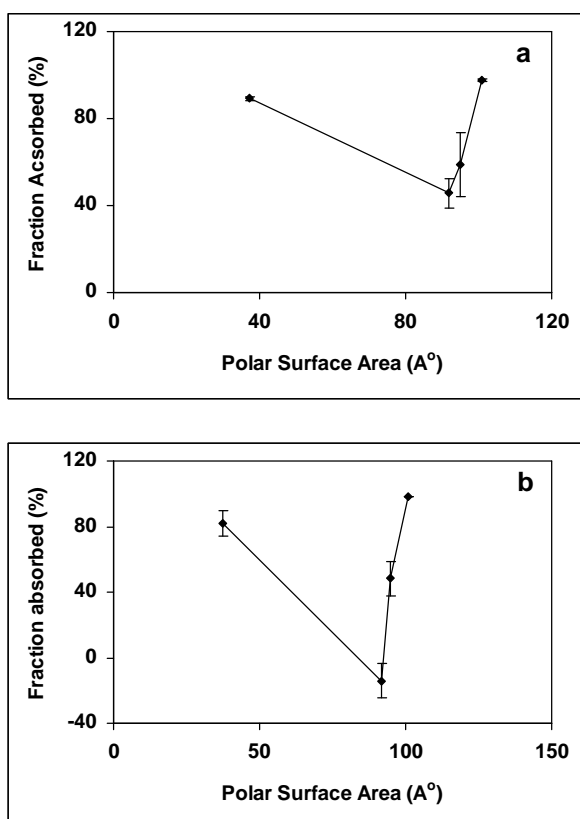 a
Fraction Acsorbed (%)
120
80
40
0
0 40 80 120
Polar Surface Area (A°)
b
Fraction absorbed (%)
120
80
40
0
-40
0 50 100 150
Polar Surface Area (A°)